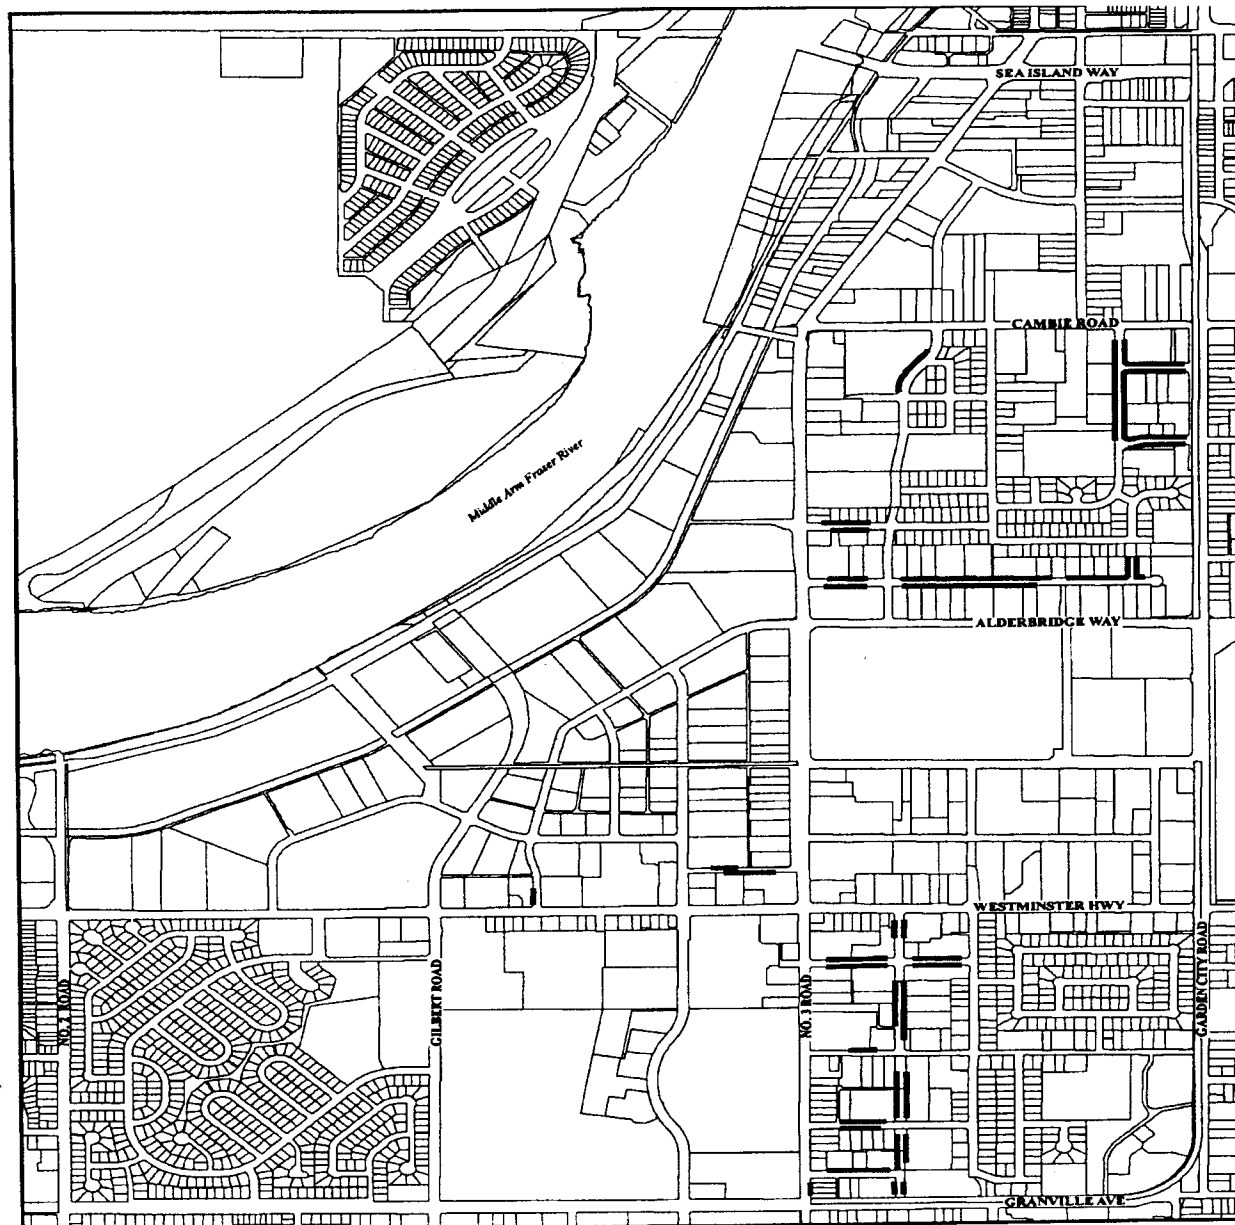 SEA ISLAND WAY
CAMBIE ROAD
Middle Arm Fraser River
ALDERBRIDGE WAY
WESTMINSTER HWY
NO. 2 ROAD
GILBERT ROAD
NO. 3 ROAD
GARDEN CITY ROAD
GRANVILLE AVE